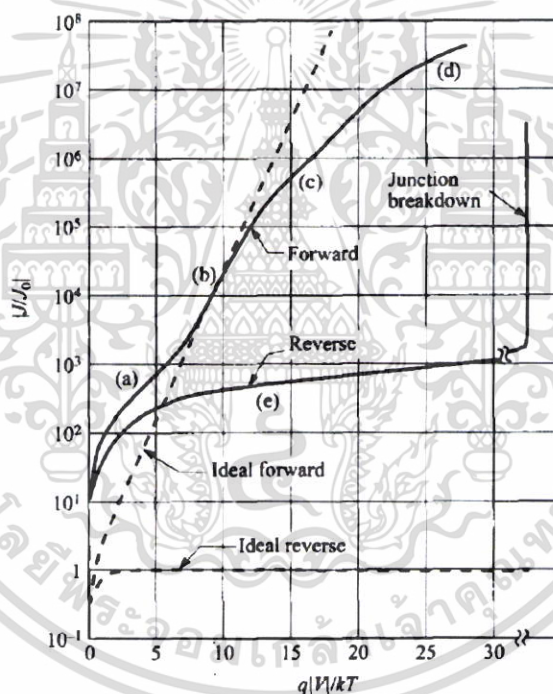 10⁸
10⁷
10⁶
10⁵
10⁴
10³
10²
10¹
1
10⁻¹
|J/J₀|
(a)
(b)
(c)
(d)
(e)
Junction
breakdown
Forward
Reverse
Ideal forward
Ideal reverse
0 5 10 15 20 25 30
q|V|/kT